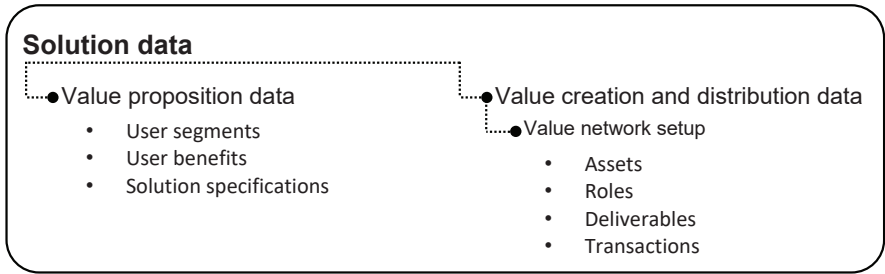 Solution data
Value proposition data
• User segments
• User benefits
• Solution specifications
Value creation and distribution data
Value network setup
• Assets
• Roles
• Deliverables
• Transactions